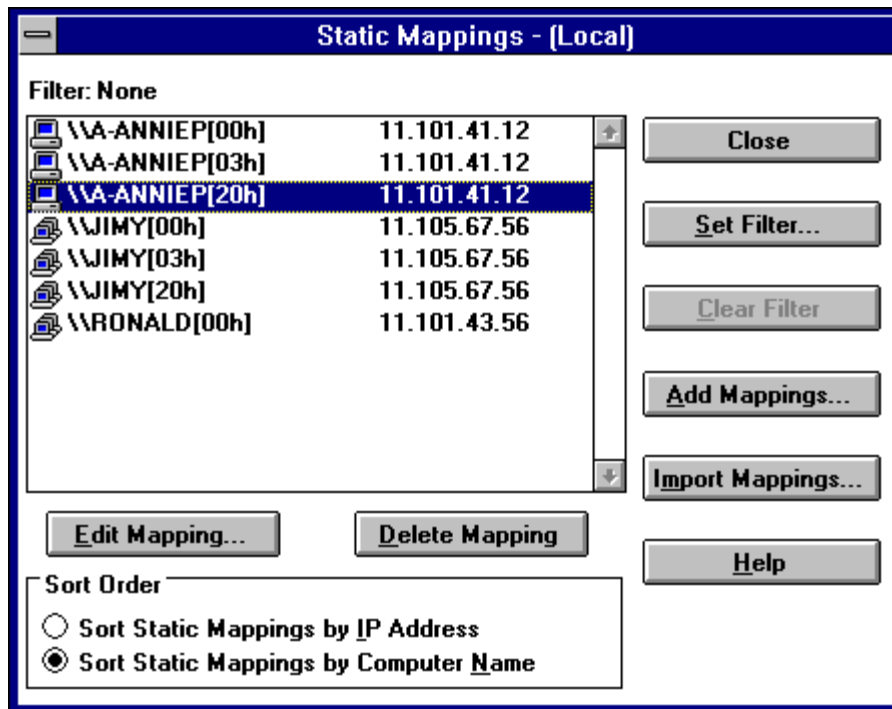 Static Mappings - (Local)
Filter: None
\\A-ANNIEP[00h] 11.101.41.12
\\A-ANNIEP[03h] 11.101.41.12
\\A-ANNIEP[20h] 11.101.41.12
\\JIMY[00h] 11.105.67.56
\\JIMY[03h] 11.105.67.56
\\JIMY[20h] 11.105.67.56
\\RONALD[00h] 11.101.43.56
Close
Set Filter...
Clear Filter
Add Mappings...
Import Mappings...
Help
Edit Mapping...
Delete Mapping
Sort Order
Sort Static Mappings by IP Address
Sort Static Mappings by Computer Name